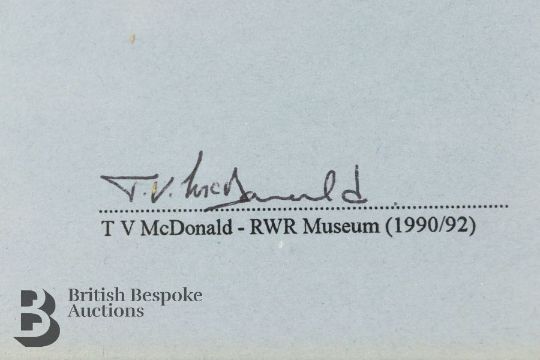 T.V. McDonald
T V McDonald - RWR Museum (1990/92)
British Bespoke
Auctions